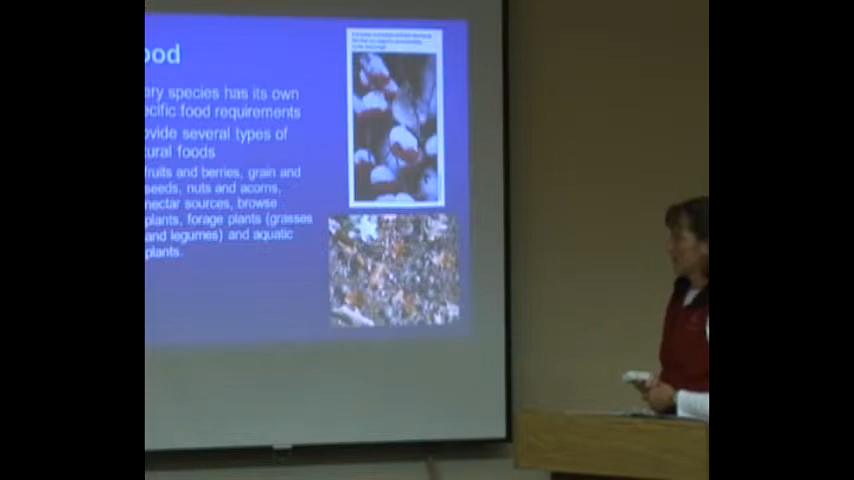 ood
ery species has its own
ecific food requirements
ovide several types of
tural foods
fruits and berries, grain and
seeds, nuts and acorns,
nectar sources, browse
plants, forage plants (grasses
and legumes) and aquatic
plants.